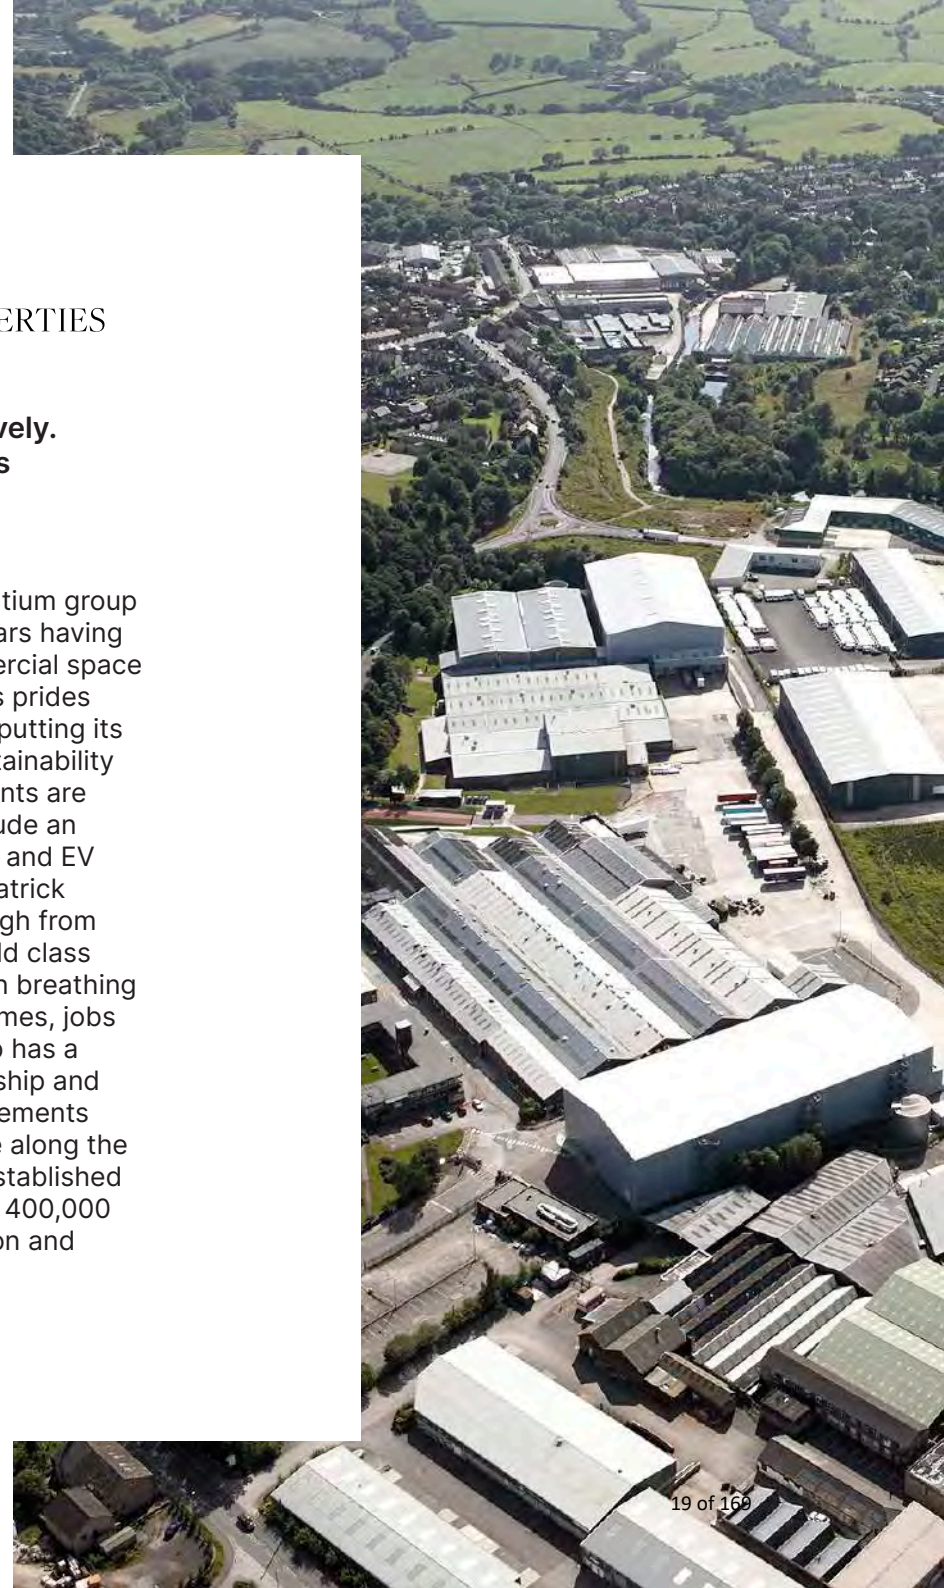 ERTIES
vely.
s
tium group
ars having
ercial space
s prides
putting its
tainability
nts are
ude an
and EV
atrick
gh from
ld class
n breathing
mes, jobs
o has a
ship and
ements
e along the
stablished
400,000
on and
19 of 169